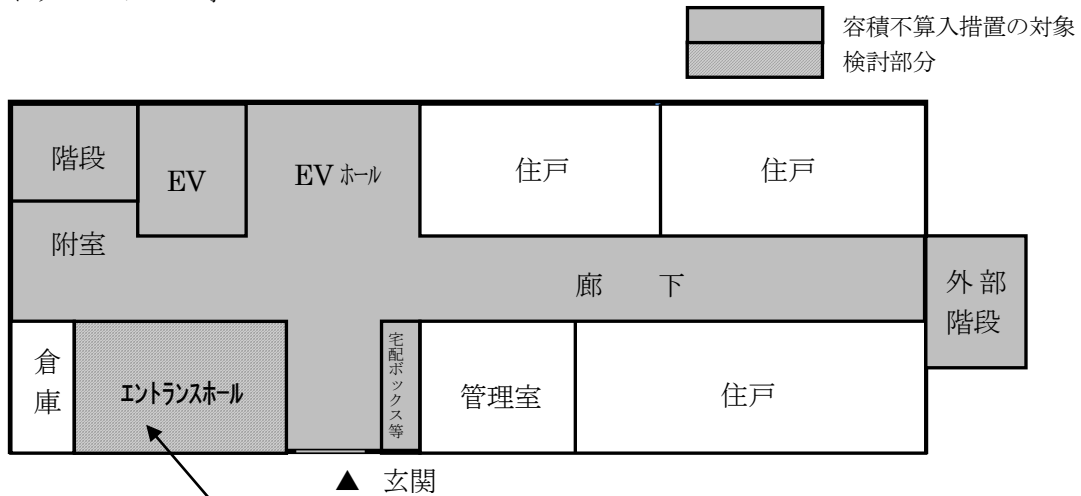 容積不算入措置の対象
検討部分
階段
EV
EV ホール
住戸
住戸
附室
廊　下
外 部
階段
倉
庫
エントランスホール
宅配ボックス等
管理室
住戸
▲ 玄関